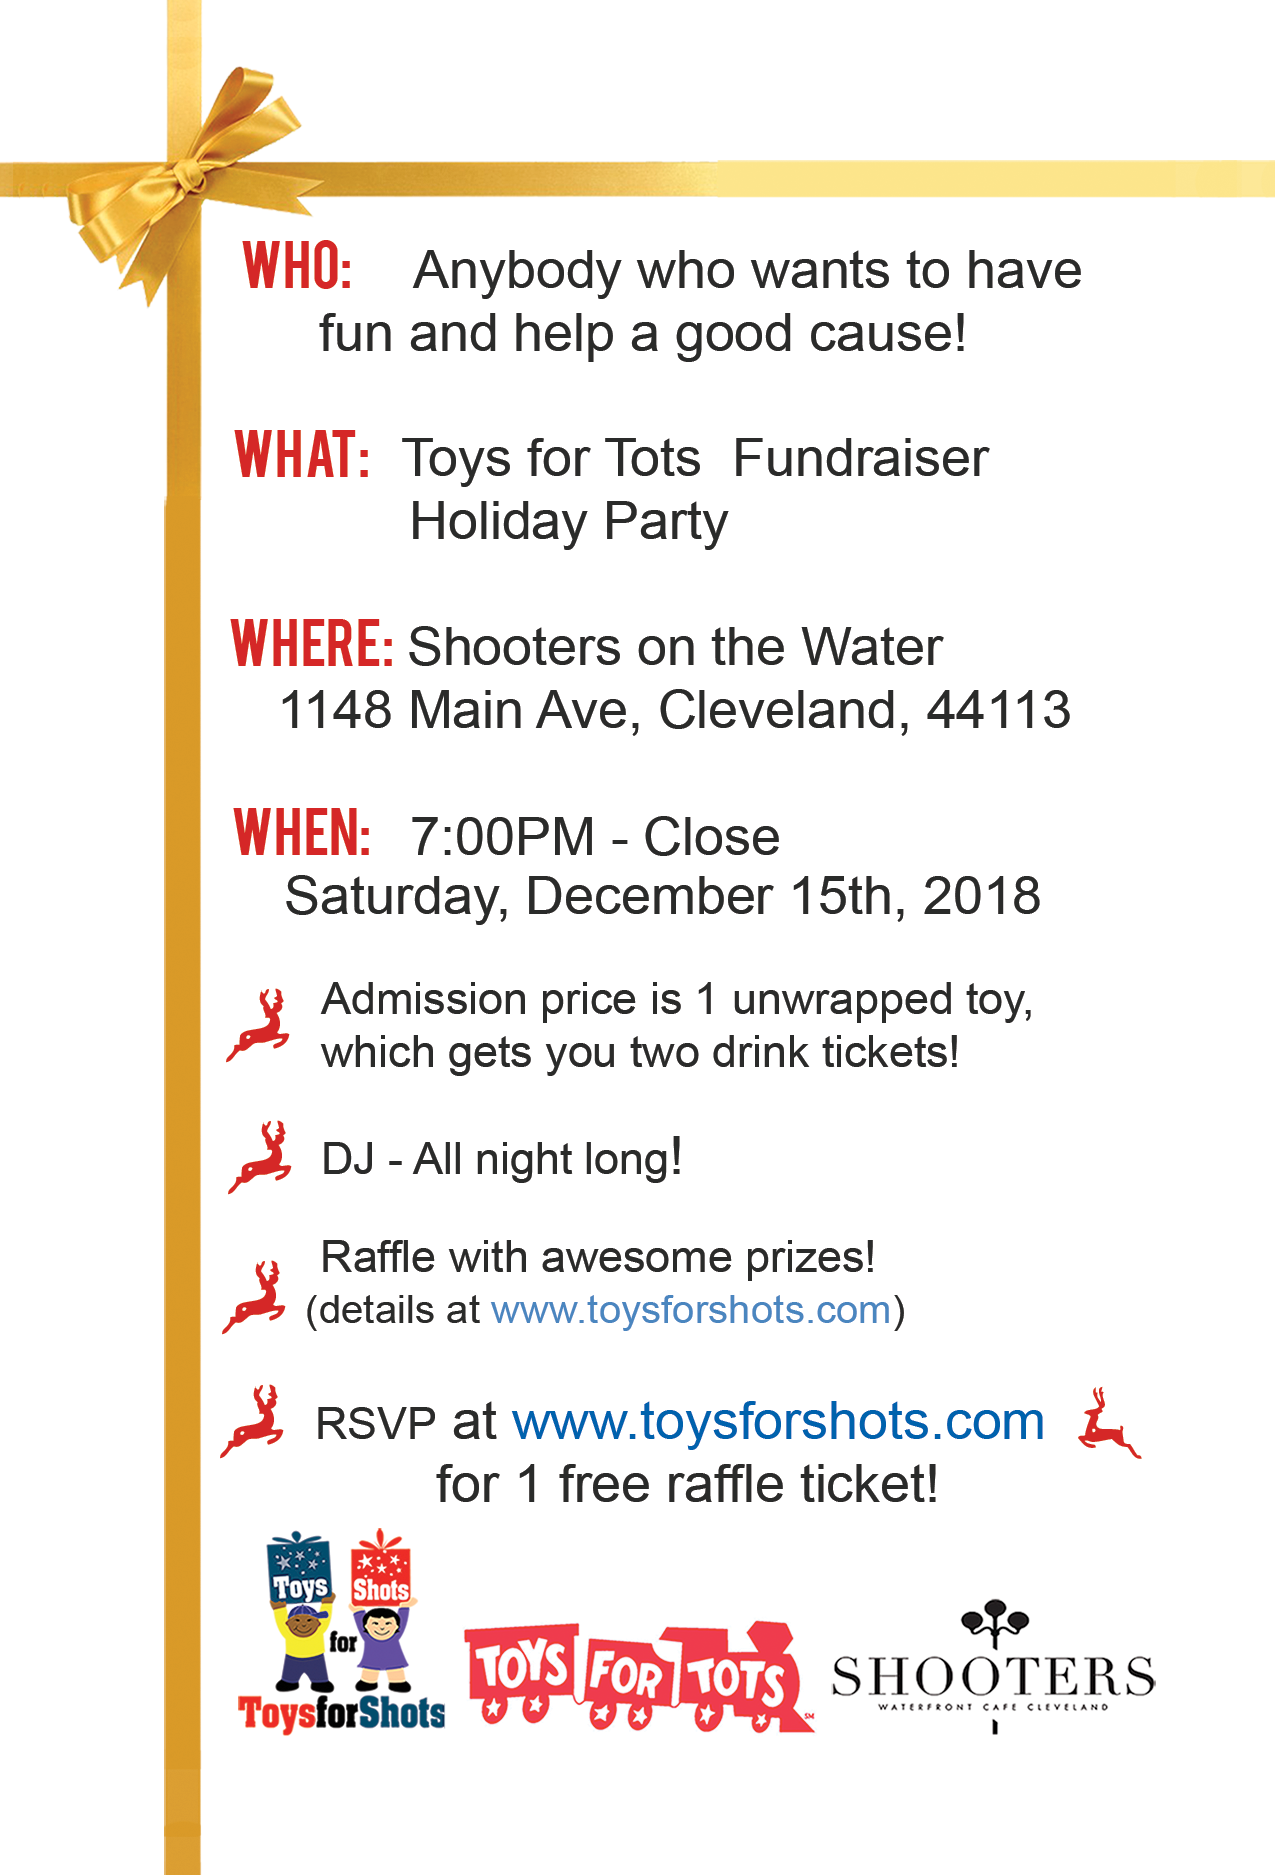 WHO: Anybody who wants to have
fun and help a good cause!
WHAT: Toys for Tots Fundraiser
Holiday Party
WHERE: Shooters on the Water
1148 Main Ave, Cleveland, 44113
WHEN: 7:00PM - Close
Saturday, December 15th, 2018
Admission price is 1 unwrapped toy,
which gets you two drink tickets!
DJ - All night long!
Raffle with awesome prizes!
(details at www.toysforshots.com)
RSVP at www.toysforshots.com
for 1 free raffle ticket!
Toys Shots
for
ToysforShots
TOYS FOR TOTS
SM
SHOOTERS
WATERFRONT CAFE CLEVELAND